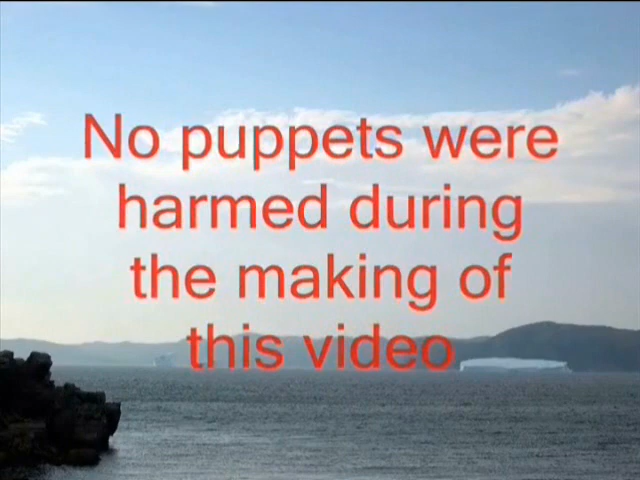 No puppets were
harmed during
the making of
this video